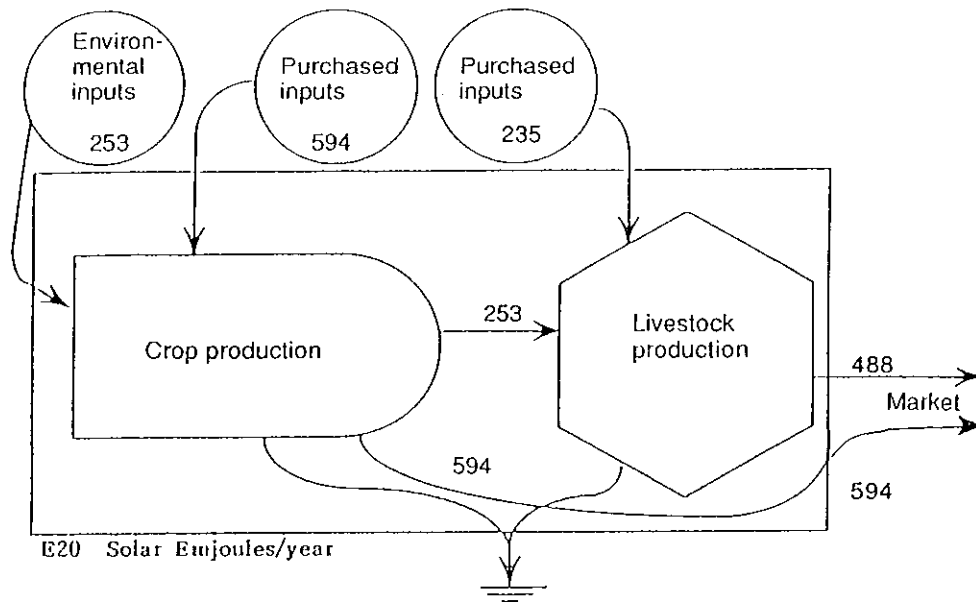 Environ-
mental
inputs
253
Purchased
inputs
594
Purchased
inputs
235
Crop production
253
Livestock
production
488
Market
594
594
E20 Solar Emjoules/year